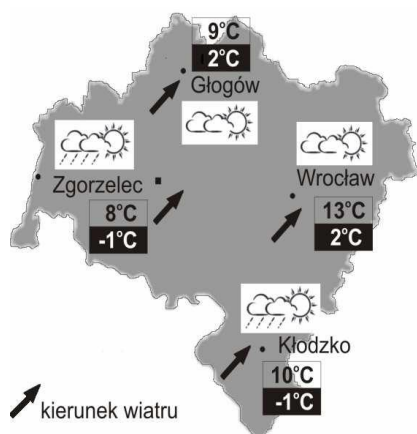 9°C
2°C
Głogów
Zgorzelec
8°C
-1°C
Wrocław
13°C
2°C
Kłodzko
10°C
-1°C
kierunek wiatru